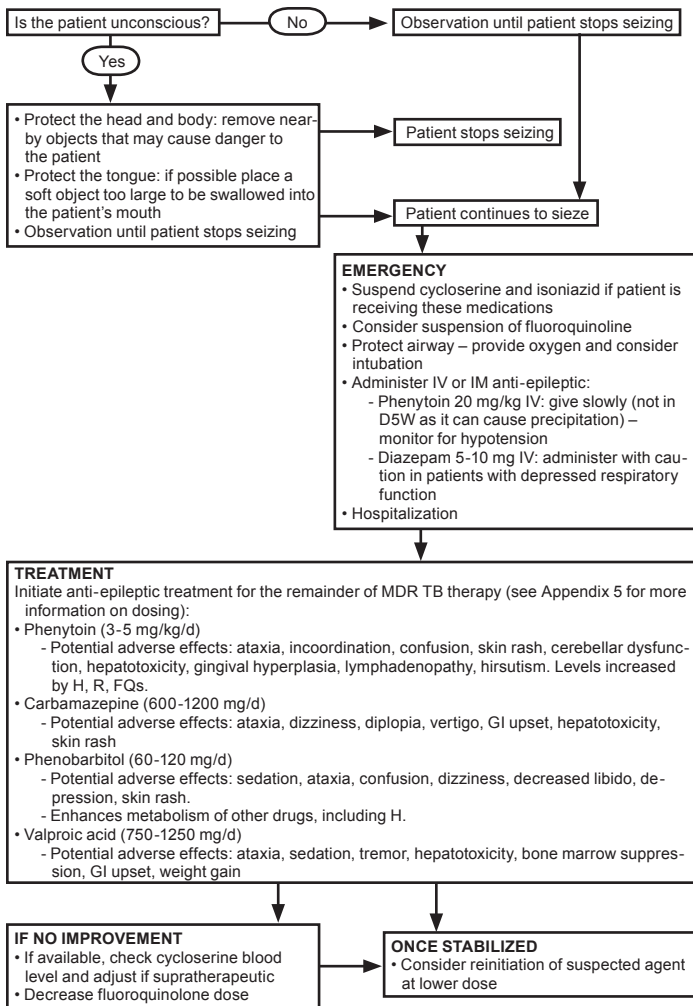 Is the patient unconscious?
No
Observation until patient stops seizing
Yes
• Protect the head and body: remove near-
by objects that may cause danger to
the patient
• Protect the tongue: if possible place a
soft object too large to be swallowed into
the patient's mouth
• Observation until patient stops seizing
Patient stops seizing
Patient continues to sieze
EMERGENCY
• Suspend cycloserine and isoniazid if patient is
receiving these medications
• Consider suspension of fluoroquinoline
• Protect airway – provide oxygen and consider
intubation
• Administer IV or IM anti-epileptic:
- Phenytoin 20 mg/kg IV: give slowly (not in
D5W as it can cause precipitation) –
monitor for hypotension
- Diazepam 5-10 mg IV: administer with cau-
tion in patients with depressed respiratory
function
• Hospitalization
TREATMENT
Initiate anti-epileptic treatment for the remainder of MDR TB therapy (see Appendix 5 for more
information on dosing):
• Phenytoin (3-5 mg/kg/d)
- Potential adverse effects: ataxia, incoordination, confusion, skin rash, cerebellar dysfunc-
tion, hepatotoxicity, gingival hyperplasia, lymphadenopathy, hirsutism. Levels increased
by H, R, FQs.
• Carbamazepine (600-1200 mg/d)
- Potential adverse effects: ataxia, dizziness, diplopia, vertigo, GI upset, hepatotoxicity,
skin rash
• Phenobarbitol (60-120 mg/d)
- Potential adverse effects: sedation, ataxia, confusion, dizziness, decreased libido, de-
pression, skin rash.
- Enhances metabolism of other drugs, including H.
• Valproic acid (750-1250 mg/d)
- Potential adverse effects: ataxia, sedation, tremor, hepatotoxicity, bone marrow suppres-
sion, GI upset, weight gain
IF NO IMPROVEMENT
• If available, check cycloserine blood
level and adjust if supratherapeutic
• Decrease fluoroquinolone dose
ONCE STABILIZED
• Consider reinitiation of suspected agent
at lower dose